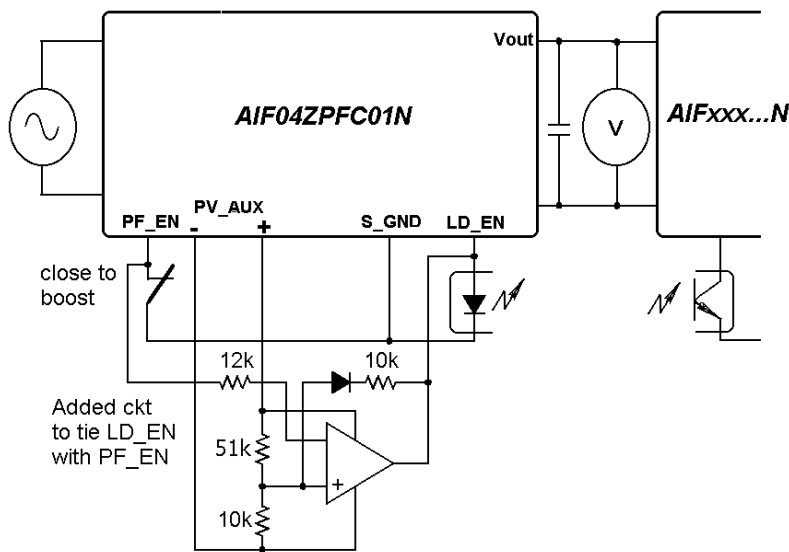 Vout
AIF04ZPFC01N
AIFxxx...N
V
PF_EN
PV_AUX
- +
S_GND
LD_EN
close to
boost
12k
10k
Added ckt
to tie LD_EN
with PF_EN
51k
+
10k